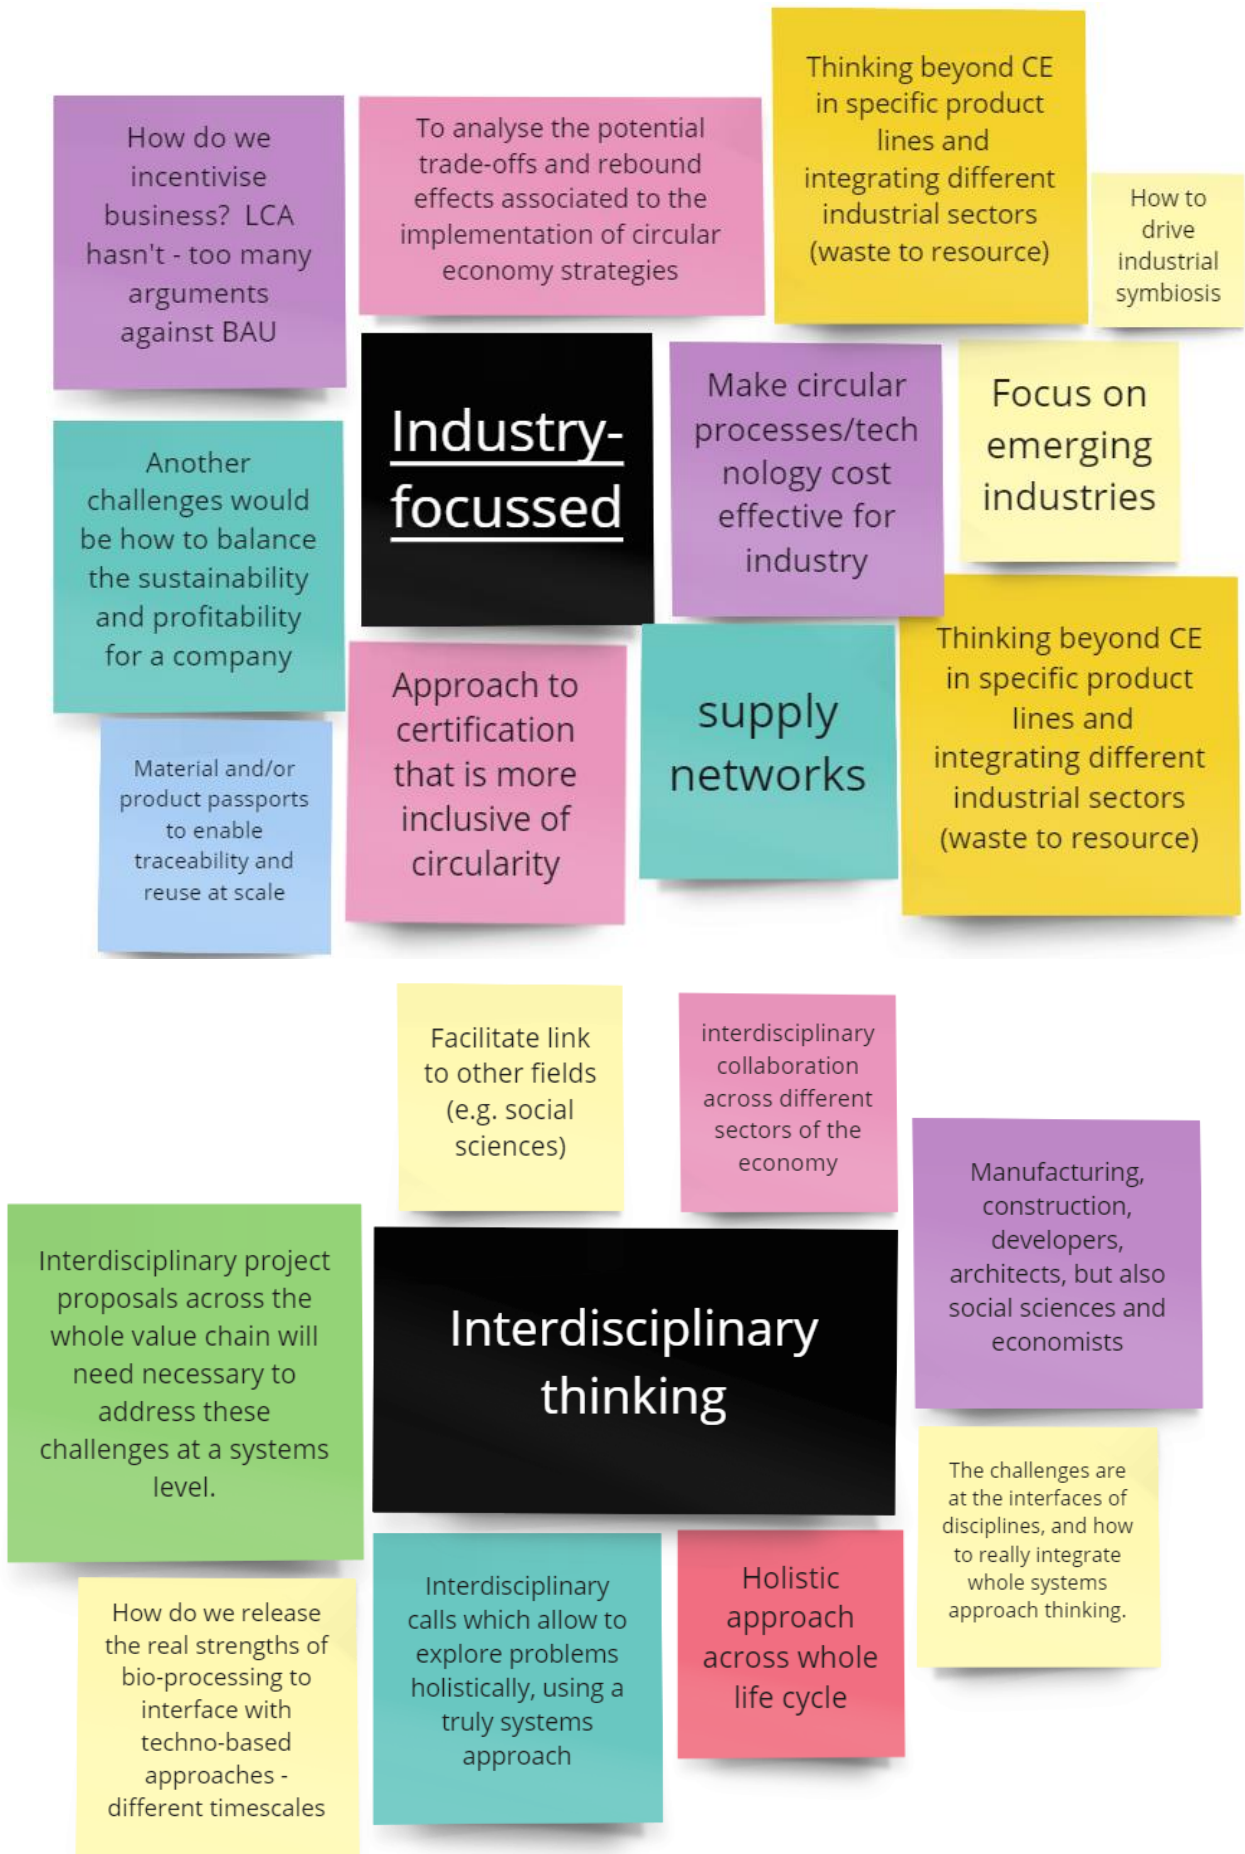 How do we
incentivise
business?  LCA
hasn't - too many
arguments
against BAU
To analyse the potential
trade-offs and rebound
effects associated to the
implementation of circular
economy strategies
Thinking beyond CE
in specific product
lines and
integrating different
industrial sectors
(waste to resource)
How to
drive
industrial
symbiosis
Industry-
focussed
Make circular
processes/tech
nology cost
effective for
industry
Focus on
emerging
industries
Another
challenges would
be how to balance
the sustainability
and profitability
for a company
Material and/or
product passports
to enable
traceability and
reuse at scale
Approach to
certification
that is more
inclusive of
circularity
supply
networks
Thinking beyond CE
in specific product
lines and
integrating different
industrial sectors
(waste to resource)
Facilitate link
to other fields
(e.g. social
sciences)
interdisciplinary
collaboration
across different
sectors of the
economy
Manufacturing,
construction,
developers,
architects, but also
social sciences and
economists
Interdisciplinary project
proposals across the
whole value chain will
need necessary to
address these
challenges at a systems
level.
Interdisciplinary
thinking
The challenges are
at the interfaces of
disciplines, and how
to really integrate
whole systems
approach thinking.
How do we release
the real strengths of
bio-processing to
interface with
techno-based
approaches -
different timescales
Interdisciplinary
calls which allow to
explore problems
holistically, using a
truly systems
approach
Holistic
approach
across whole
life cycle